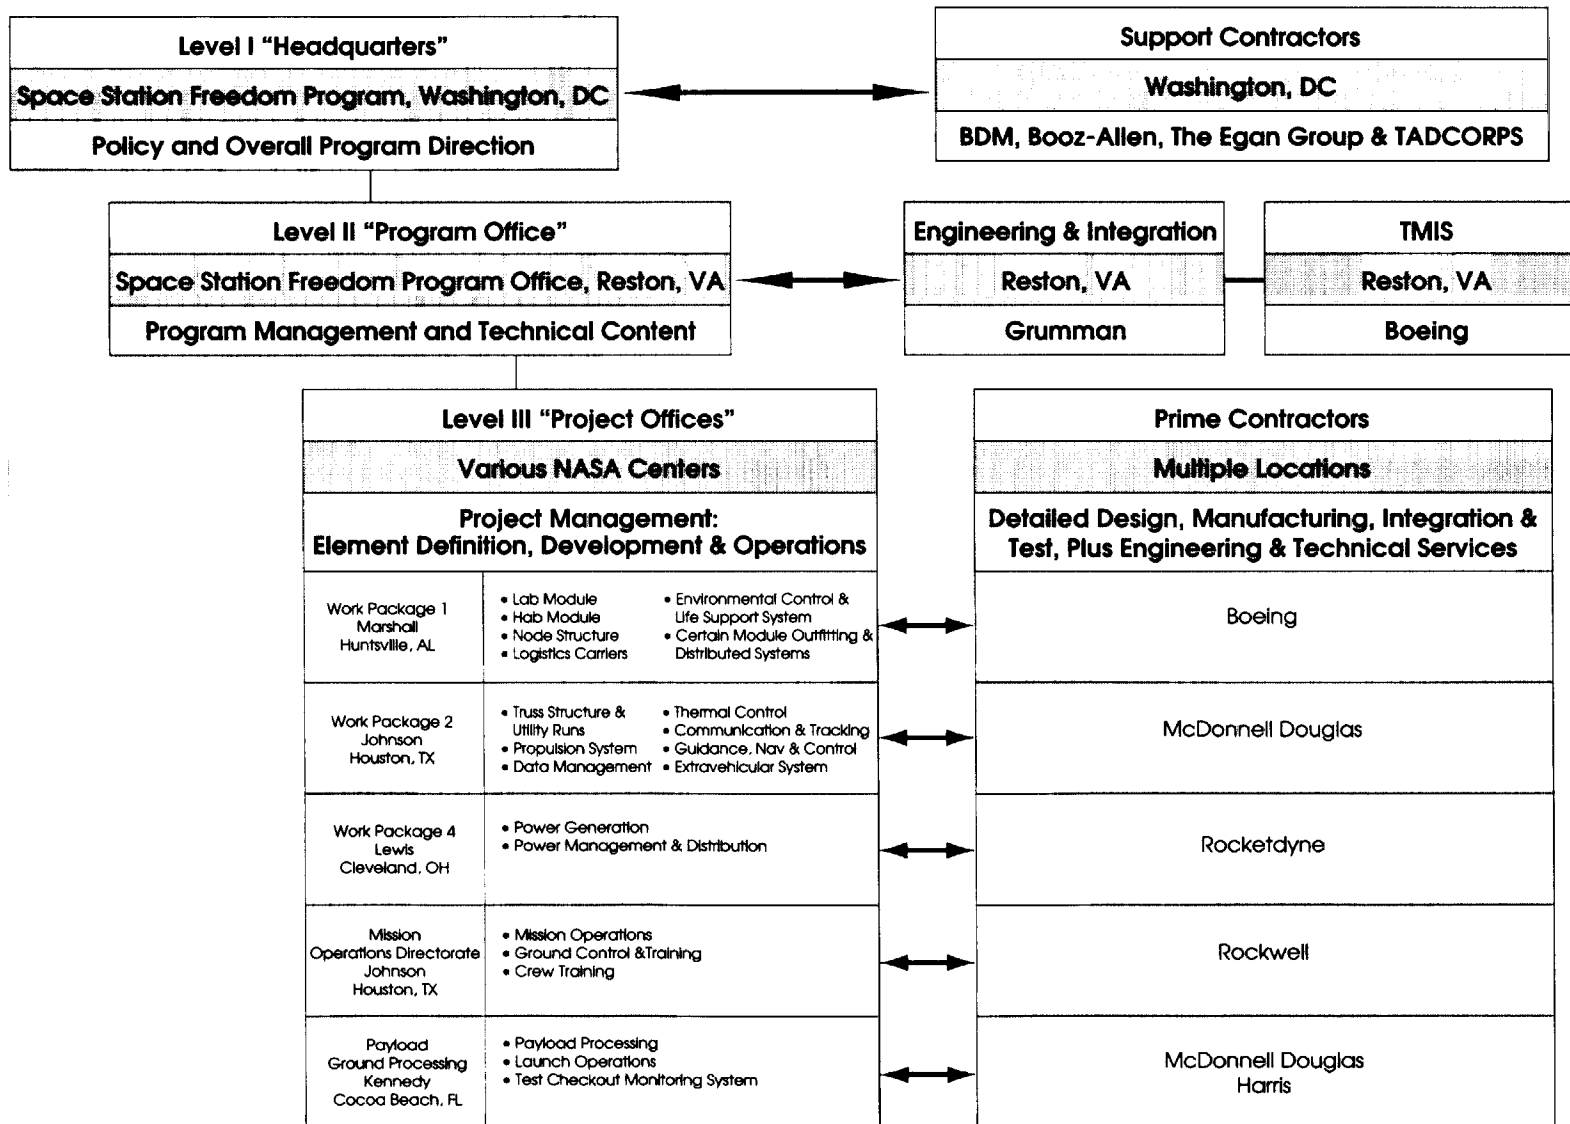 Level I “Headquarters”
Space Station Freedom Program, Washington, DC
Policy and Overall Program Direction
Support Contractors
Washington, DC
BDM, Booz-Allen, The Egan Group & TADCORPS
Level II “Program Office”
Space Station Freedom Program Office, Reston, VA
Program Management and Technical Content
Engineering & Integration
Reston, VA
Grumman
TMIS
Reston, VA
Boeing
Level III “Project Offices”
Various NASA Centers
Project Management:
Element Definition, Development & Operations
Prime Contractors
Multiple Locations
Detailed Design, Manufacturing, Integration &
Test, Plus Engineering & Technical Services
Work Package 1
Marshall
Huntsville, AL
• Lab Module
• Hab Module
• Node Structure
• Logistics Carriers
• Environmental Control &
Life Support System
• Certain Module Outfitting &
Distributed Systems
Boeing
Work Package 2
Johnson
Houston, TX
• Truss Structure &
Utility Runs
• Propulsion System
• Data Management
• Thermal Control
• Communication & Tracking
• Guidance, Nav & Control
• Extravehicular System
McDonnell Douglas
Work Package 4
Lewis
Cleveland, OH
• Power Generation
• Power Management & Distribution
Rocketdyne
Mission
Operations Directorate
Johnson
Houston, TX
• Mission Operations
• Ground Control &Training
• Crew Training
Rockwell
Payload
Ground Processing
Kennedy
Cocoa Beach, FL
• Payload Processing
• Launch Operations
• Test Checkout Monitoring System
McDonnell Douglas
Harris